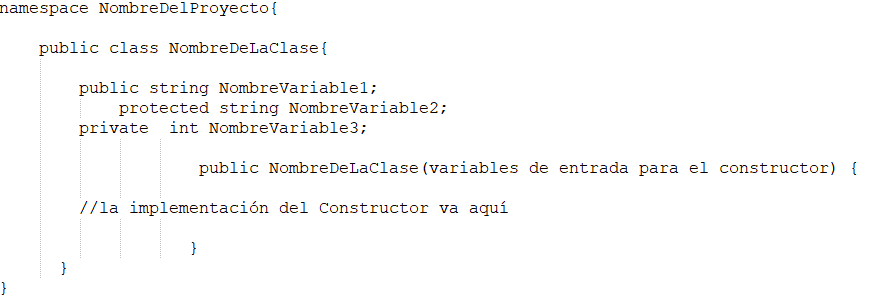 namespace NombreDelProyecto{
public class NombreDeLaClase{
public string NombreVariable1;
protected string NombreVariable2;
private  int NombreVariable3;
public NombreDeLaClase(variables de entrada para el constructor) {
//la implementación del Constructor va aquí
}
}
}